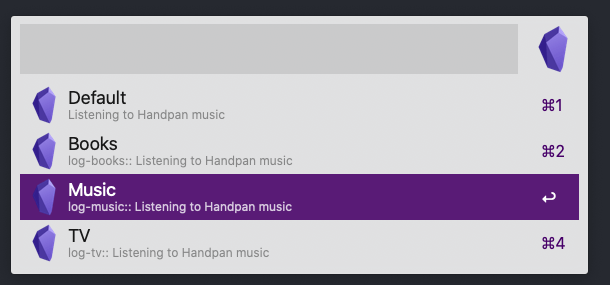 Default
Listening to Handpan music
⌘1
Books
log-books:: Listening to Handpan music
⌘2
Music
log-music:: Listening to Handpan music
↩
TV
log-tv:: Listening to Handpan music
⌘4